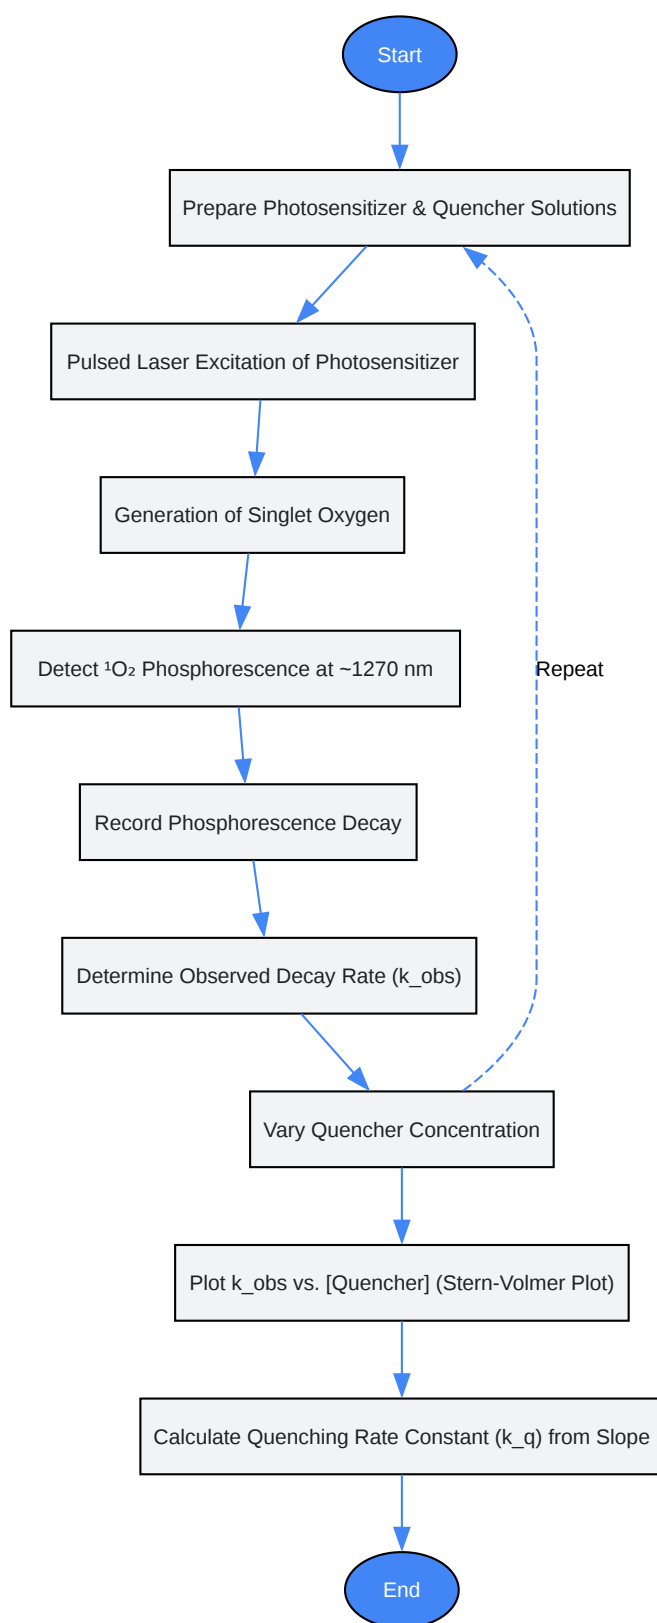 Start
Prepare Photosensitizer & Quencher Solutions
Pulsed Laser Excitation of Photosensitizer
Generation of Singlet Oxygen
Detect ¹O₂ Phosphorescence at ~1270 nm
Repeat
Record Phosphorescence Decay
Determine Observed Decay Rate (k_obs)
Vary Quencher Concentration
Plot k_obs vs. [Quencher] (Stern-Volmer Plot)
Calculate Quenching Rate Constant (k_q) from Slope
End